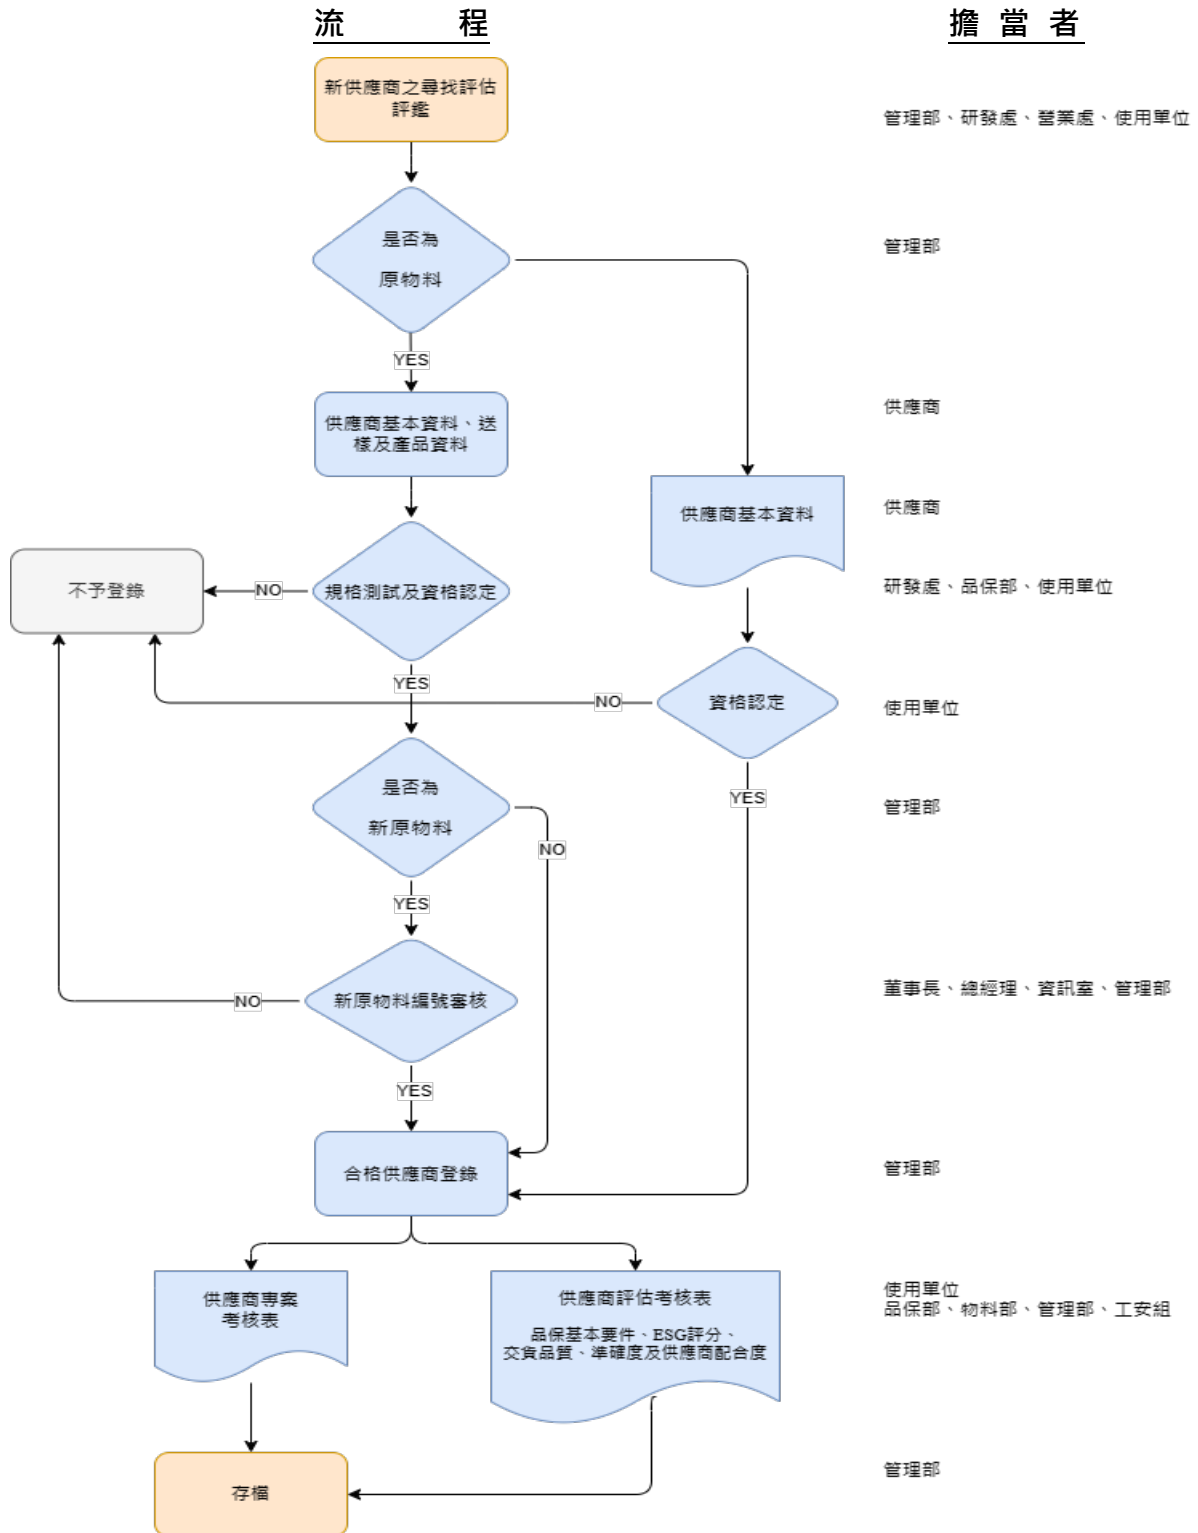 流 程
擔 當 者
新供應商之尋找評估
評鑑
管理部、研發處、營業處、使用單位
是否為
原物料
管理部
YES
供應商基本資料、送
樣及產品資料
供應商
供應商基本資料
供應商
不予登錄
NO
規格測試及資格認定
研發處、品保部、使用單位
YES
NO
資格認定
使用單位
是否為
新原物料
YES
管理部
NO
YES
NO
新原物料編號審核
董事長、總經理、資訊室、管理部
YES
合格供應商登錄
管理部
供應商專案
考核表
供應商評估考核表
品保基本要件、ESG評分、
交貨品質、準確度及供應商配合度
使用單位
品保部、物料部、管理部、工安組
存檔
管理部